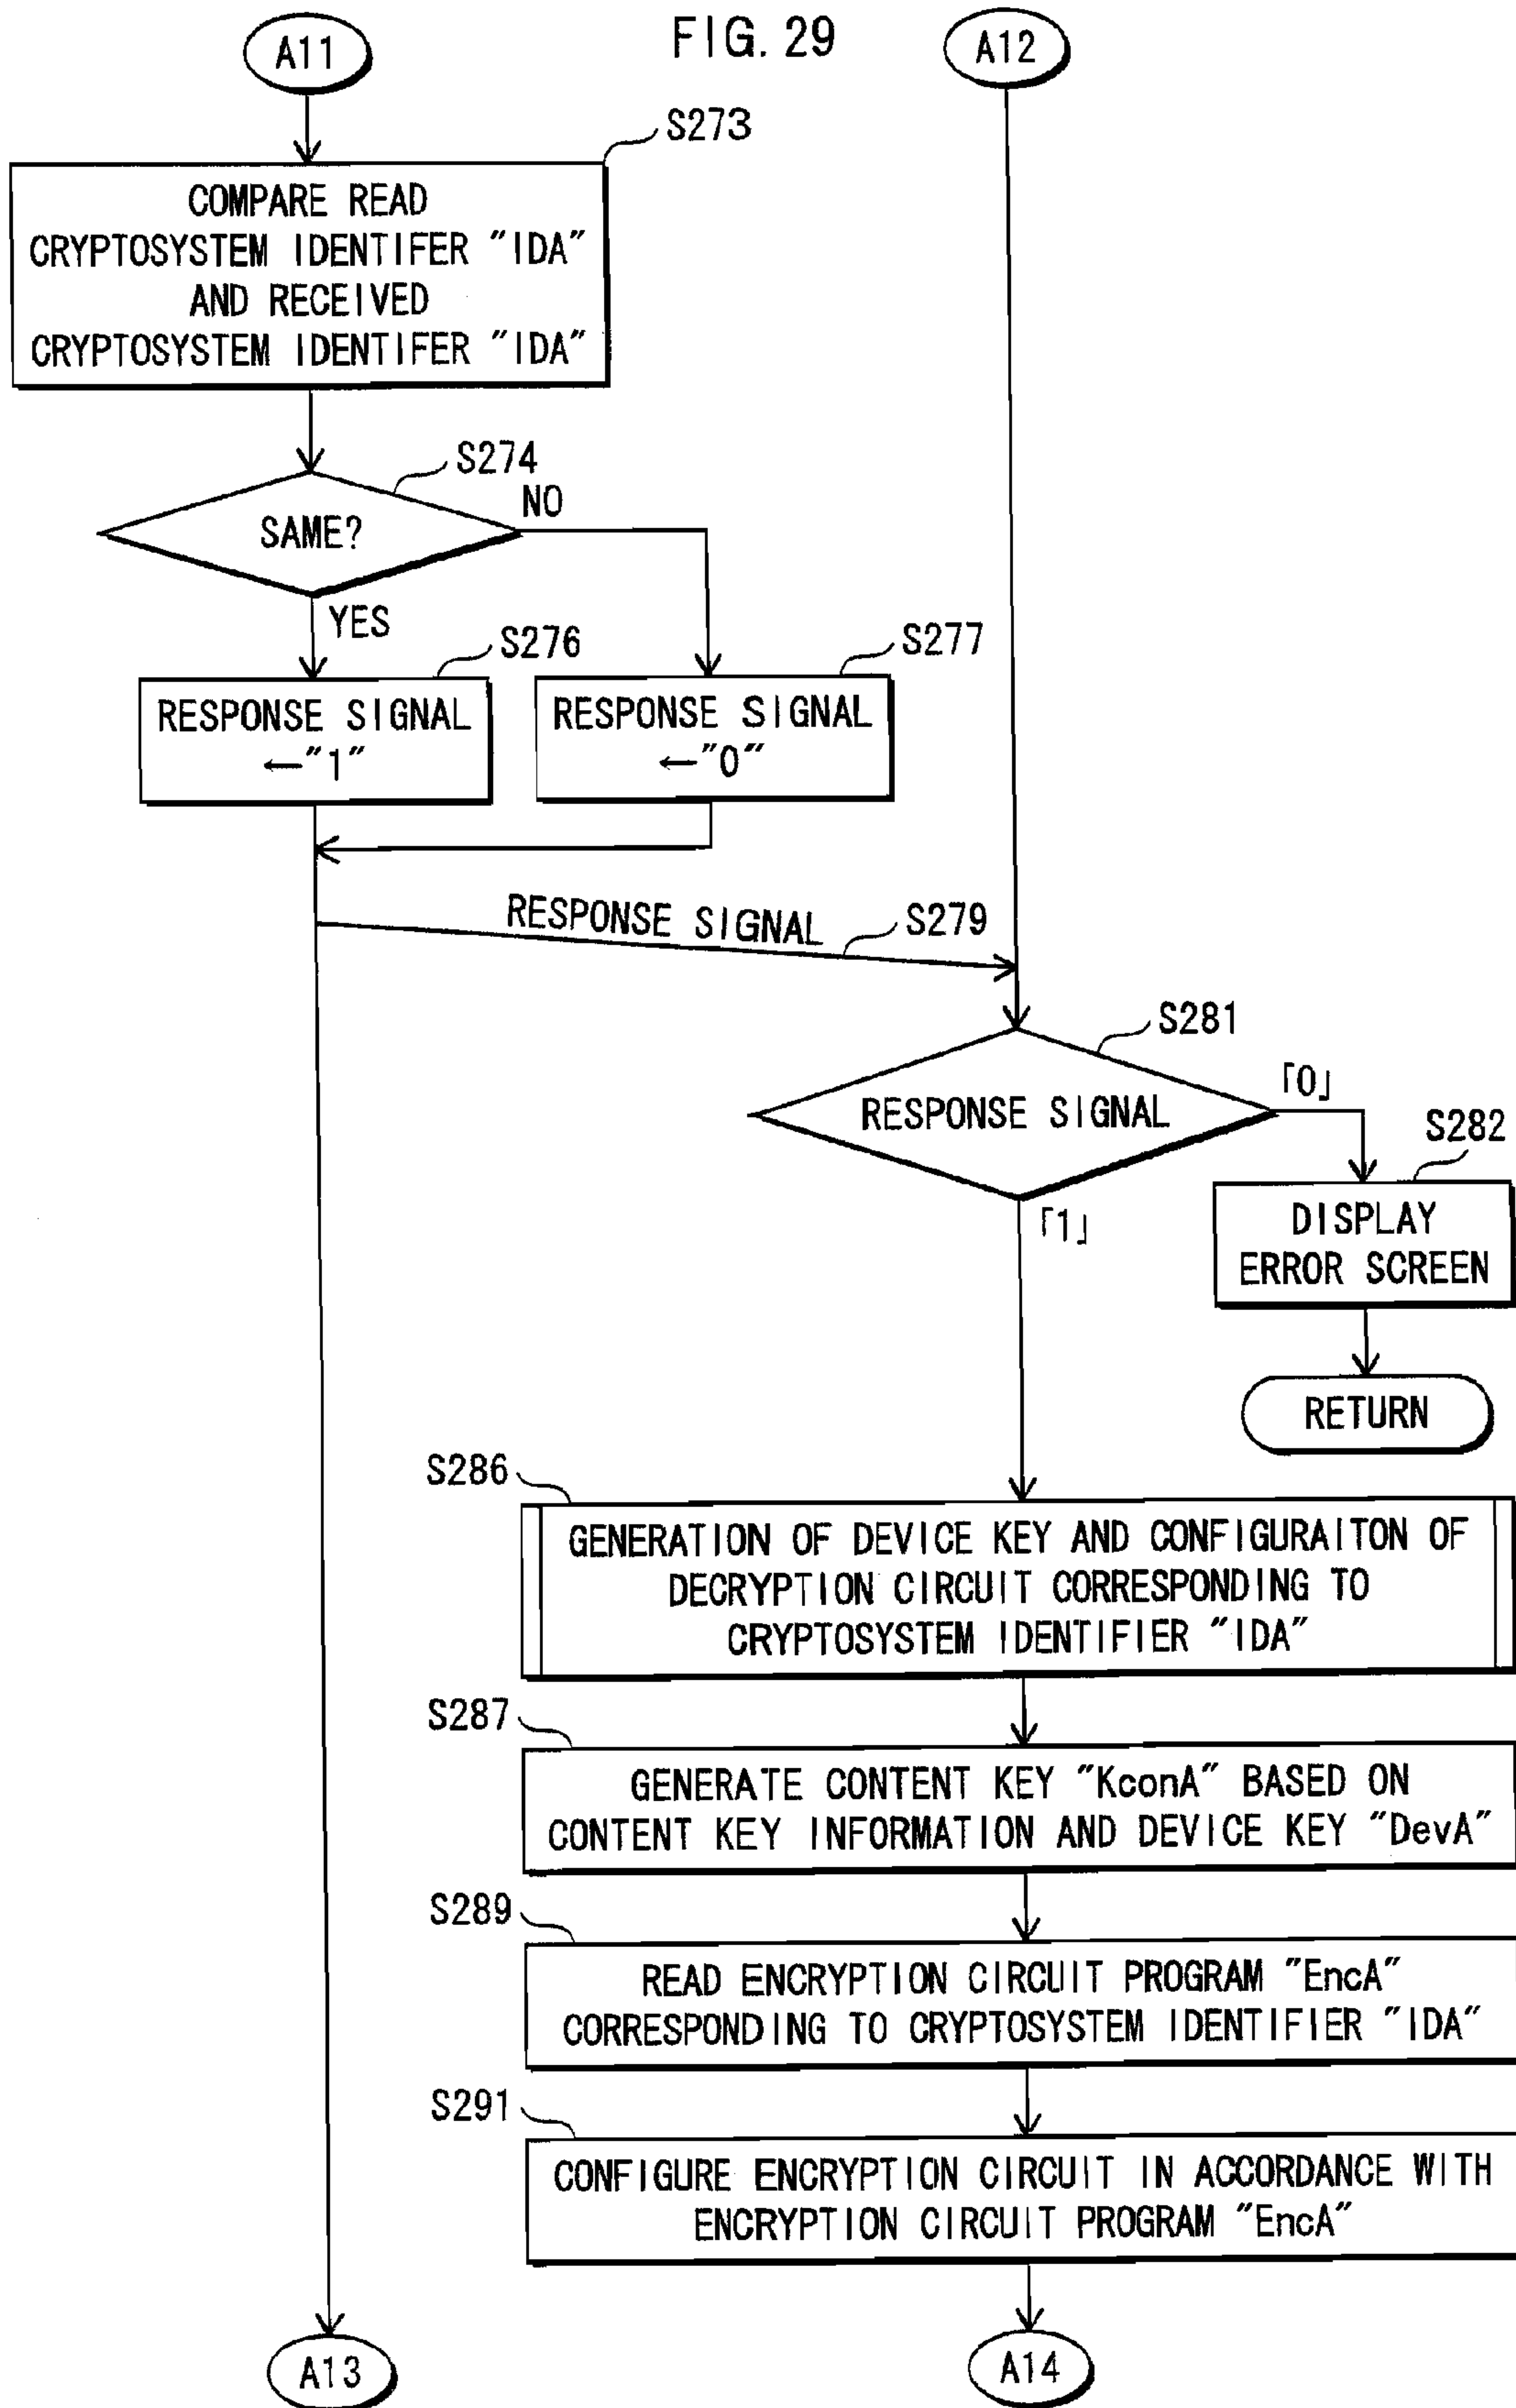 FIG. 29
A11
A12
S273
COMPARE READ
CRYPTOSYSTEM IDENTIFER "IDA"
AND RECEIVED
CRYPTOSYSTEM IDENTIFER "IDA"
S274
SAME?
NO
YES
S276
RESPONSE SIGNAL
←"1"
S277
RESPONSE SIGNAL
←"0"
RESPONSE SIGNAL
S279
S281
RESPONSE SIGNAL
「0」
「1」
S282
DISPLAY
ERROR SCREEN
RETURN
S286
GENERATION OF DEVICE KEY AND CONFIGURAITON OF
DECRYPTION CIRCUIT CORRESPONDING TO
CRYPTOSYSTEM IDENTIFIER "IDA"
S287
GENERATE CONTENT KEY "KconA" BASED ON
CONTENT KEY INFORMATION AND DEVICE KEY "DevA"
S289
READ ENCRYPTION CIRCUIT PROGRAM "EncA"
CORRESPONDING TO CRYPTOSYSTEM IDENTIFIER "IDA"
S291
CONFIGURE ENCRYPTION CIRCUIT IN ACCORDANCE WITH
ENCRYPTION CIRCUIT PROGRAM "EncA"
A13
A14